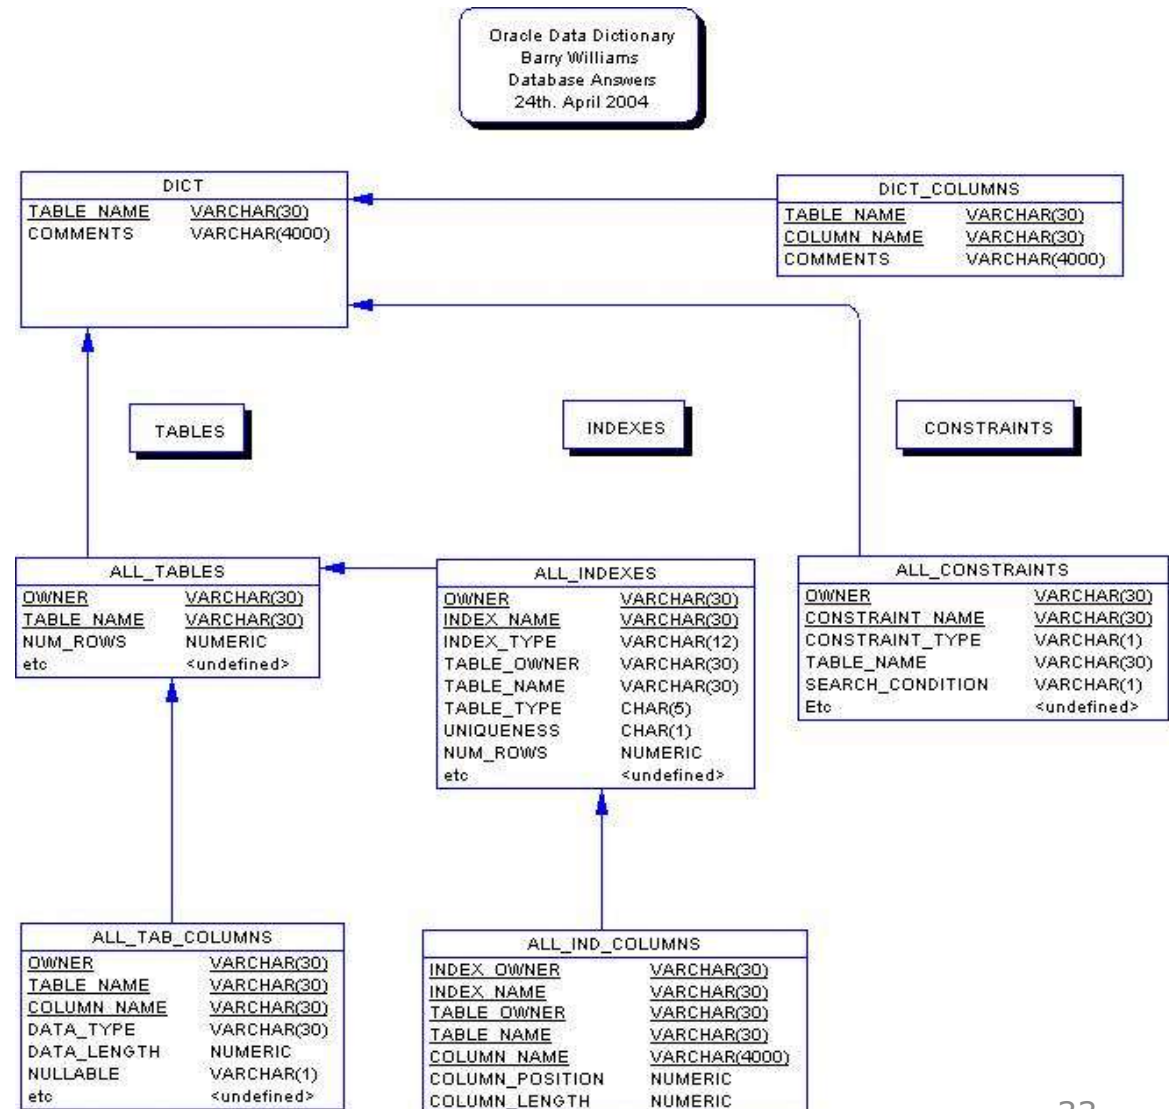 Oracle Data Dictionary
Barry Williams
Database Answers
24th. April 2004
DICT
TABLE_NAME VARCHAR(30)
COMMENTS VARCHAR(4000)
DICT_COLUMNS
TABLE_NAME VARCHAR(30)
COLUMN_NAME VARCHAR(30)
COMMENTS VARCHAR(4000)
TABLES
INDEXES
CONSTRAINTS
ALL_TABLES
OWNER VARCHAR(30)
TABLE_NAME VARCHAR(30)
NUM_ROWS NUMERIC
etc <undefined>
ALL_INDEXES
OWNER VARCHAR(30)
INDEX_NAME VARCHAR(30)
INDEX_TYPE VARCHAR(12)
TABLE_OWNER VARCHAR(30)
TABLE_NAME VARCHAR(30)
TABLE_TYPE CHAR(5)
UNIQUENESS CHAR(1)
NUM_ROWS NUMERIC
etc <undefined>
ALL_CONSTRAINTS
OWNER VARCHAR(30)
CONSTRAINT_NAME VARCHAR(30)
CONSTRAINT_TYPE VARCHAR(1)
TABLE_NAME VARCHAR(30)
SEARCH_CONDITION VARCHAR(1)
Etc <undefined>
ALL_TAB_COLUMNS
OWNER VARCHAR(30)
TABLE_NAME VARCHAR(30)
COLUMN_NAME VARCHAR(30)
DATA_TYPE VARCHAR(30)
DATA_LENGTH NUMERIC
NULLABLE VARCHAR(1)
etc <undefined>
ALL_IND_COLUMNS
INDEX_OWNER VARCHAR(30)
INDEX_NAME VARCHAR(30)
TABLE_OWNER VARCHAR(30)
TABLE_NAME VARCHAR(30)
COLUMN_NAME VARCHAR(4000)
COLUMN_POSITION NUMERIC
COLUMN_LENGTH NUMERIC